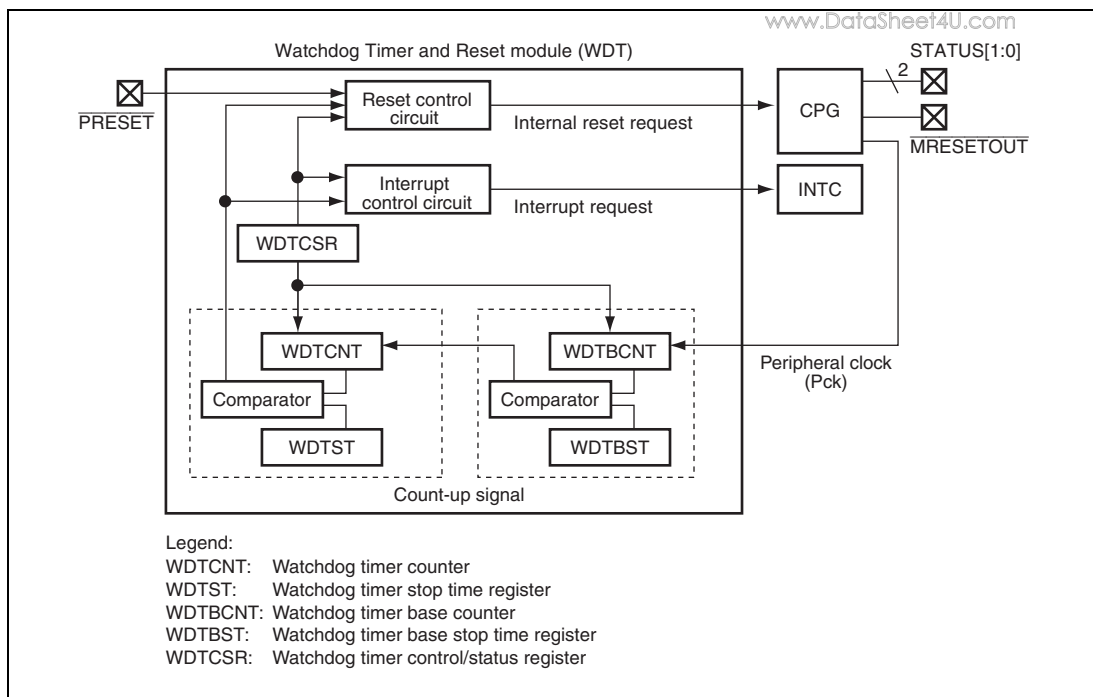 www.DataSheet4U.com
Watchdog Timer and Reset module (WDT)
STATUS[1:0]
2
PRESET
Reset control
circuit
Internal reset request
CPG
MRESETOUT
Interrupt
control circuit
Interrupt request
INTC
WDTCSR
WDTCNT
WDTBCNT
Peripheral clock
(Pck)
Comparator
Comparator
WDTST
WDTBST
Count-up signal
Legend:
WDTCNT: Watchdog timer counter
WDTST: Watchdog timer stop time register
WDTBCNT: Watchdog timer base counter
WDTBST: Watchdog timer base stop time register
WDTCSR: Watchdog timer control/status register